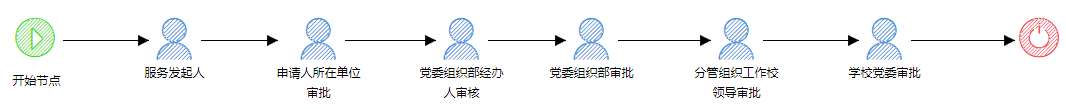 开始节点
服务发起人
申请人所在单位
审批
党委组织部经办
人审核
党委组织部审批
分管组织工作校
领导审批
学校党委审批